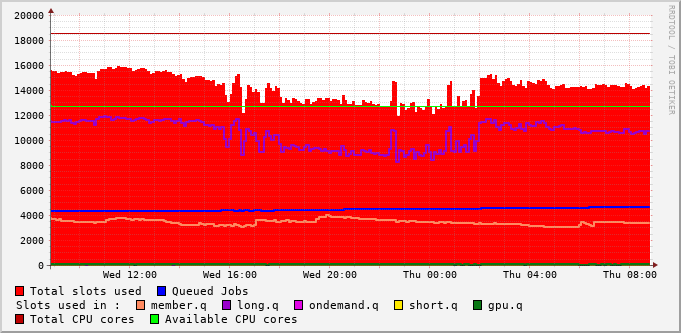 20000
18000
16000
14000
12000
10000
8000
6000
4000
2000
0
Wed 12:00 Wed 16:00 Wed 20:00 Thu 00:00 Thu 04:00 Thu 08:00
Total slots used Queued Jobs
Slots used in : member.q long.q ondemand.q short.q gpu.q
Total CPU cores Available CPU cores
RRDTOOL / TOBI OETIKER